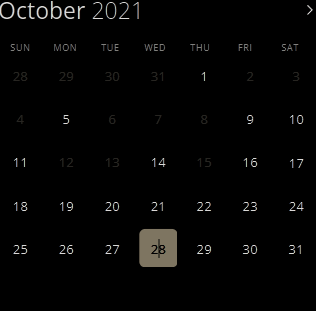 October 2021
SUN MON TUE WED THU FRI SAT
28 29 30 31 1 2 3
4 5 6 7 8 9 10
11 12 13 14 15 16 17
18 19 20 21 22 23 24
25 26 27 28 29 30 31